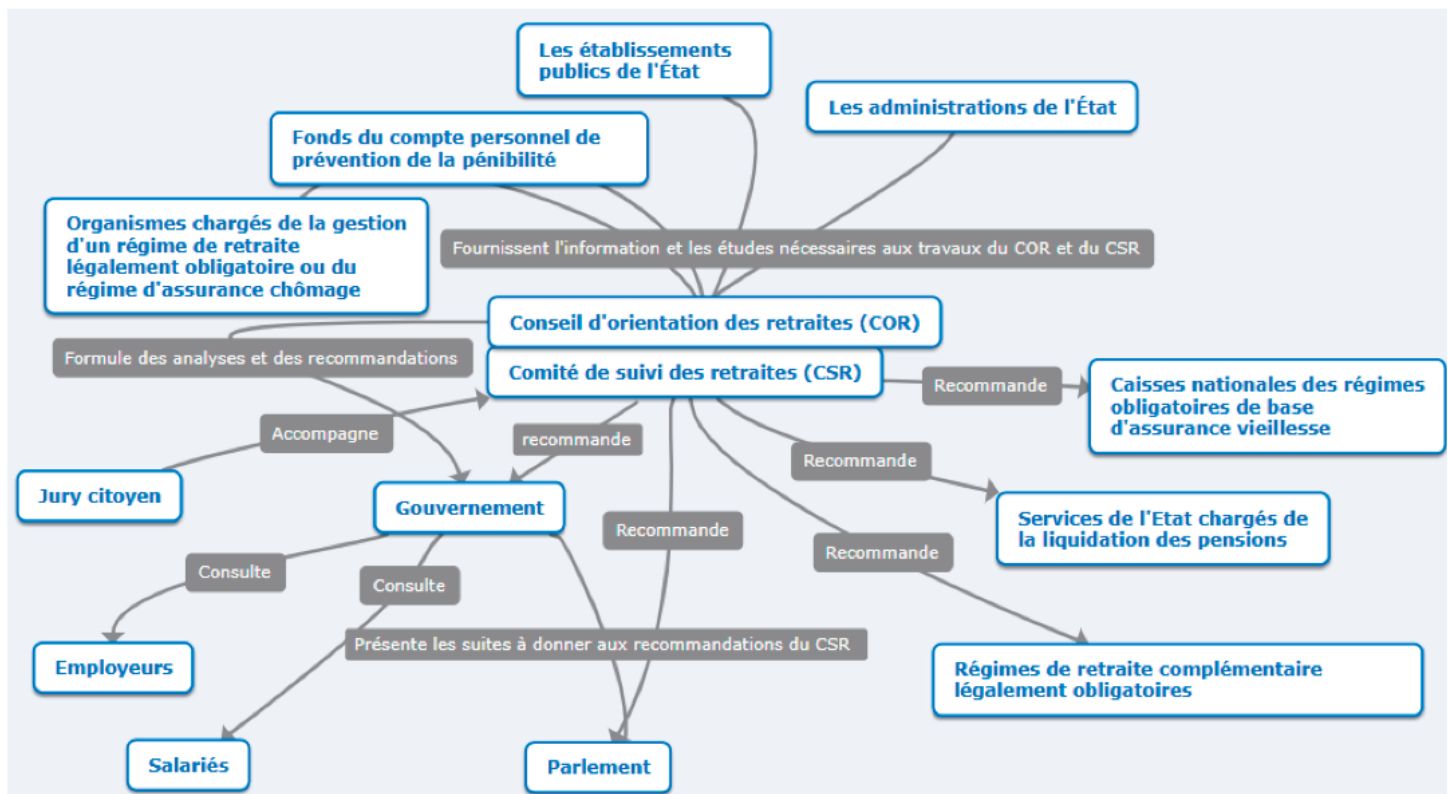 Les établissements
publics de l'État
Les administrations de l'État
Fonds du compte personnel de
prévention de la pénibilité
Organismes chargés de la gestion
d'un régime de retraite
légalement obligatoire ou du
régime d'assurance chômage
Fournissent l'information et les études nécessaires aux travaux du COR et du CSR
Conseil d'orientation des retraites (COR)
Formule des analyses et des recommandations
Comité de suivi des retraites (CSR)
Recommande
Caisses nationales des régimes
obligatoires de base
d'assurance vieillesse
Accompagne
recommande
Recommande
Jury citoyen
Gouvernement
Recommande
Services de l'Etat chargés de
la liquidation des pensions
Recommande
Consulte
Consulte
Présente les suites à donner aux recommandations du CSR
Employeurs
Régimes de retraite complémentaire
légalement obligatoires
Salariés
Parlement